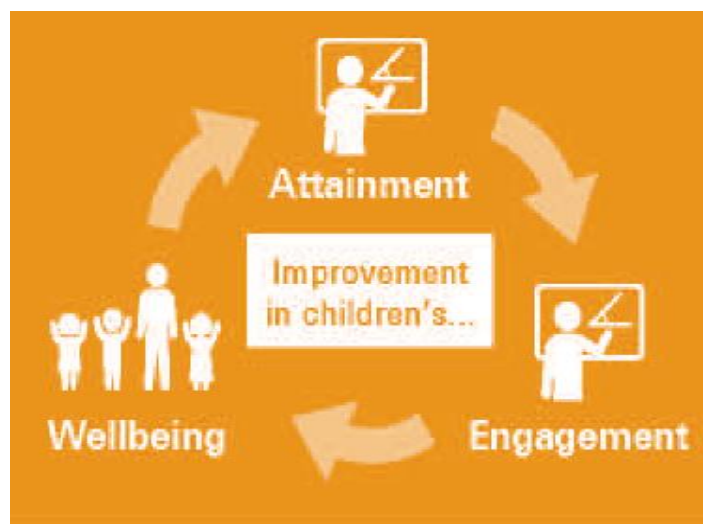 Attainment
Improvement
in children's...
Wellbeing
Engagement